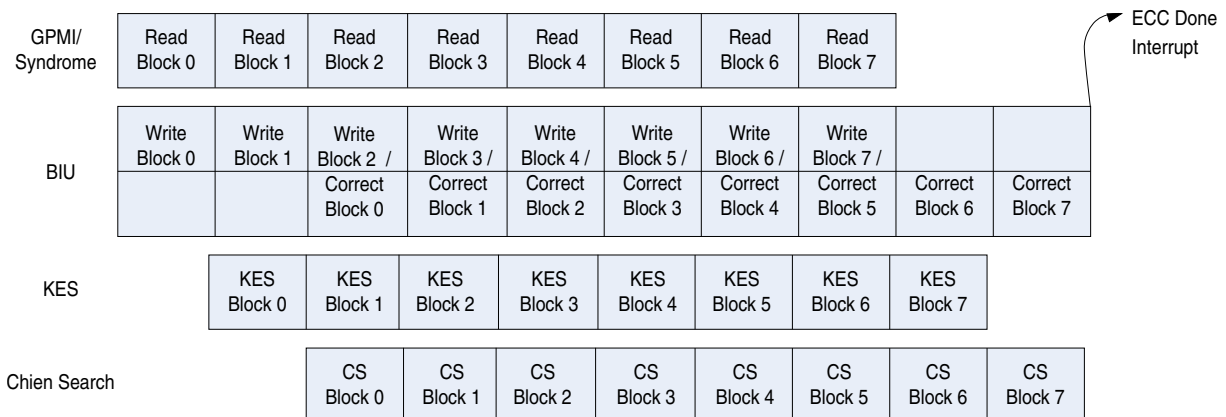 GPMI/
Syndrome
Read Read Read Read Read Read Read Read
Block 0 Block 1 Block 2 Block 3 Block 4 Block 5 Block 6 Block 7
ECC Done
Interrupt
BIU
Write Write Write Write Write Write Write Write
Block 0 Block 1 Block 2 / Block 3 / Block 4 / Block 5 / Block 6 / Block 7 /
Correct Correct Correct Correct Correct Correct Correct Correct
Block 0 Block 1 Block 2 Block 3 Block 4 Block 5 Block 6 Block 7
KES
KES KES KES KES KES KES KES KES
Block 0 Block 1 Block 2 Block 3 Block 4 Block 5 Block 6 Block 7
Chien Search
CS CS CS CS CS CS CS CS
Block 0 Block 1 Block 2 Block 3 Block 4 Block 5 Block 6 Block 7